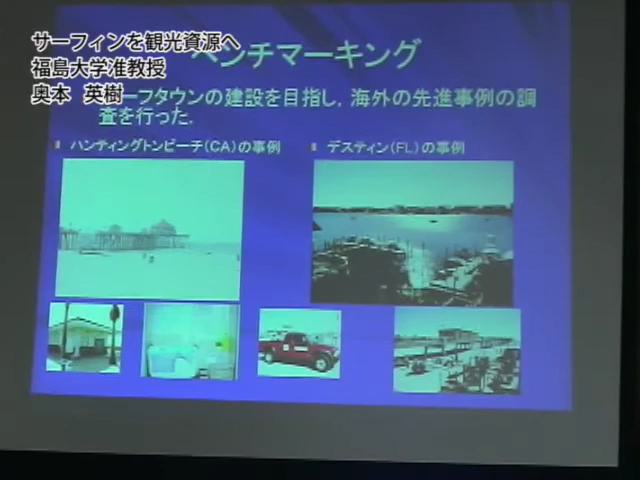 サーフィンを観光資源へ
福島大学准教授
奥本 英樹
ベンチマーキング
ーフタウンの建設を目指し，海外の先進事例の調
査を行った．
ハンティングトンビーチ（CA）の事例
デスティン（FL）の事例